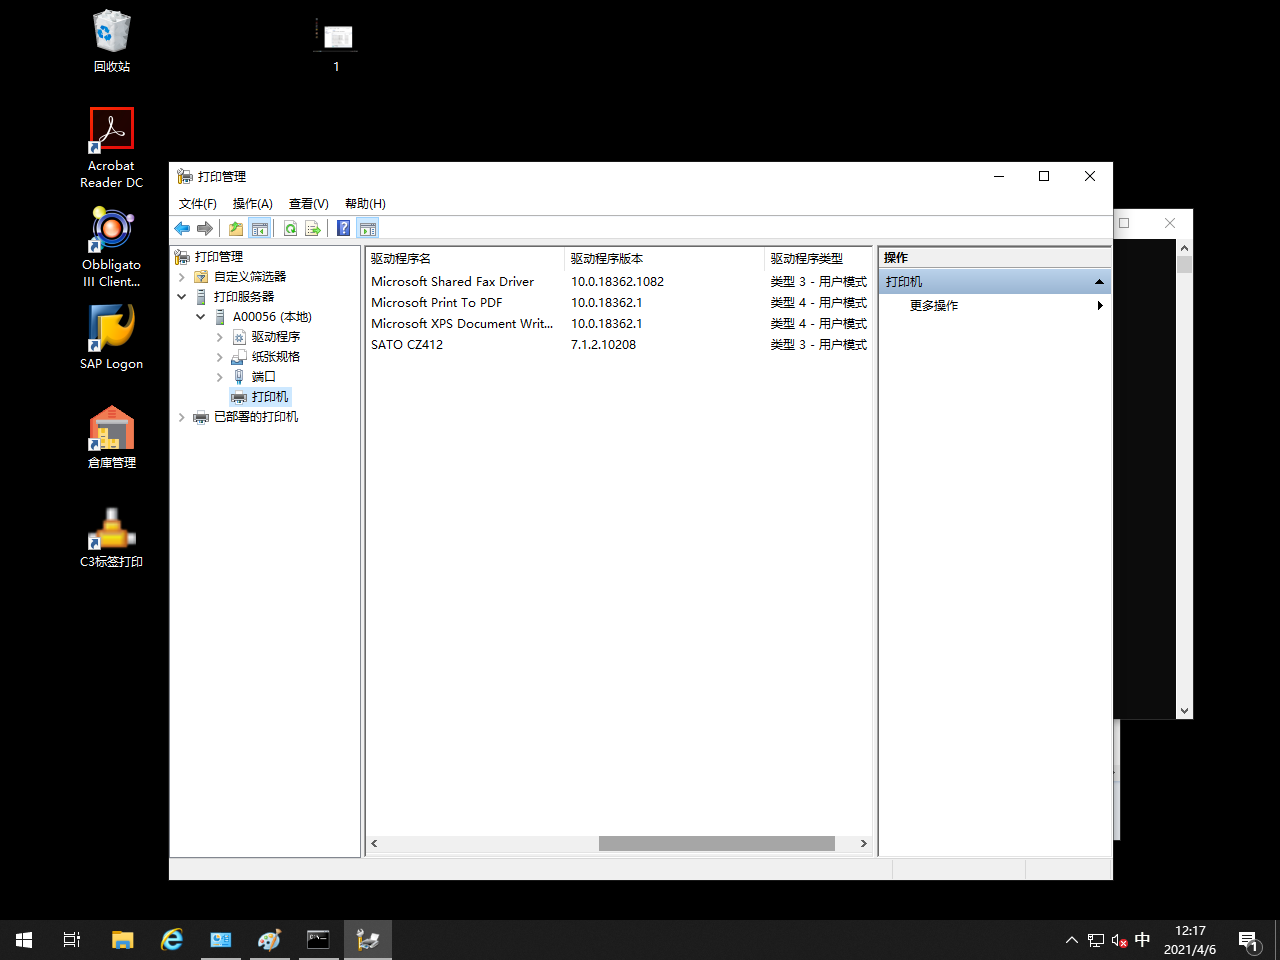 回收站
1
Acrobat
Reader DC
Obbligato
III Client...
SAP Logon
倉庫管理
C3标签打印
打印管理
文件(F) 操作(A) 查看(V) 帮助(H)
打印管理
自定义筛选器
打印服务器
A00056 (本地)
驱动程序
纸张规格
端口
打印机
已部署的打印机
驱动程序名 驱动程序版本 驱动程序类型
Microsoft Shared Fax Driver 10.0.18362.1082 类型 3 - 用户模式
Microsoft Print To PDF 10.0.18362.1 类型 4 - 用户模式
Microsoft XPS Document Writ... 10.0.18362.1 类型 4 - 用户模式
SATO CZ412 7.1.2.10208 类型 3 - 用户模式
操作
打印机
更多操作
中
12:17
2021/4/6
1